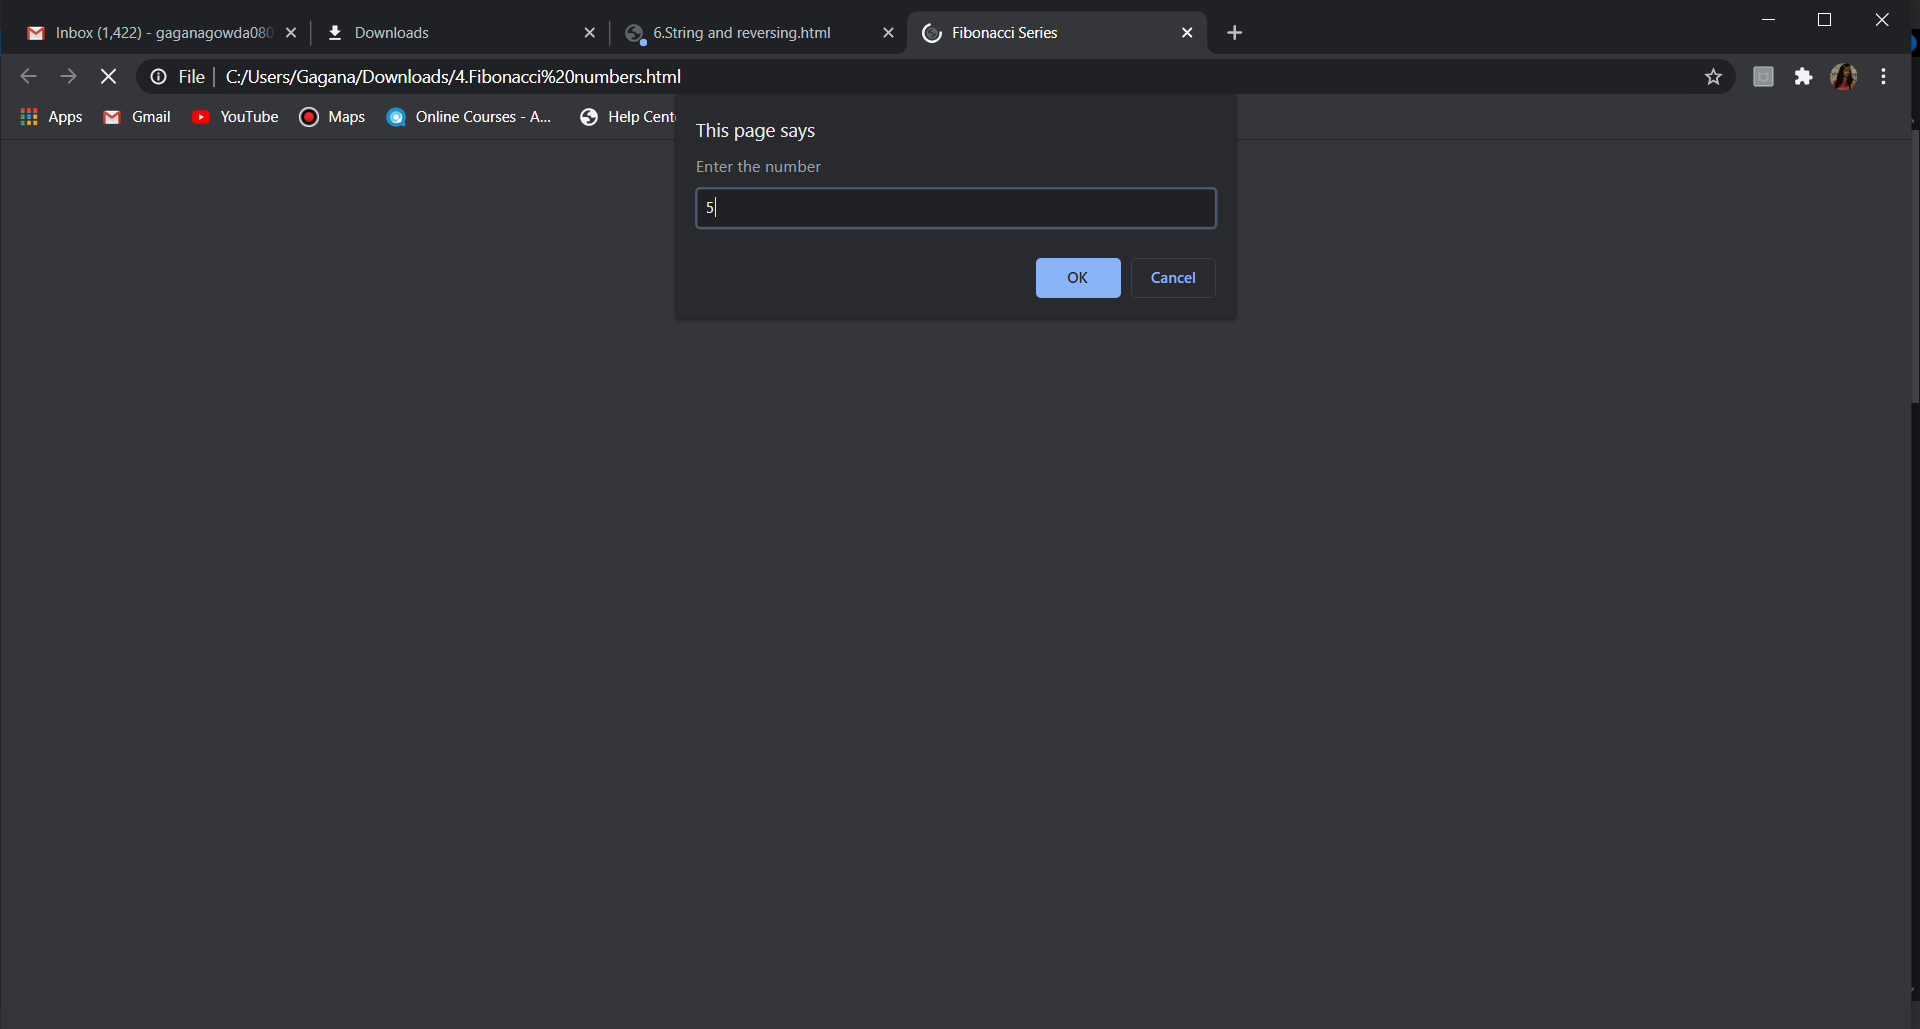 Inbox (1,422) - gaganagowda080
Downloads
6.String and reversing.html
Fibonacci Series
File
C:/Users/Gagana/Downloads/4.Fibonacci%20numbers.html
Apps
Gmail
YouTube
Maps
Online Courses - A...
Help Cent
This page says
Enter the number
5
OK
Cancel